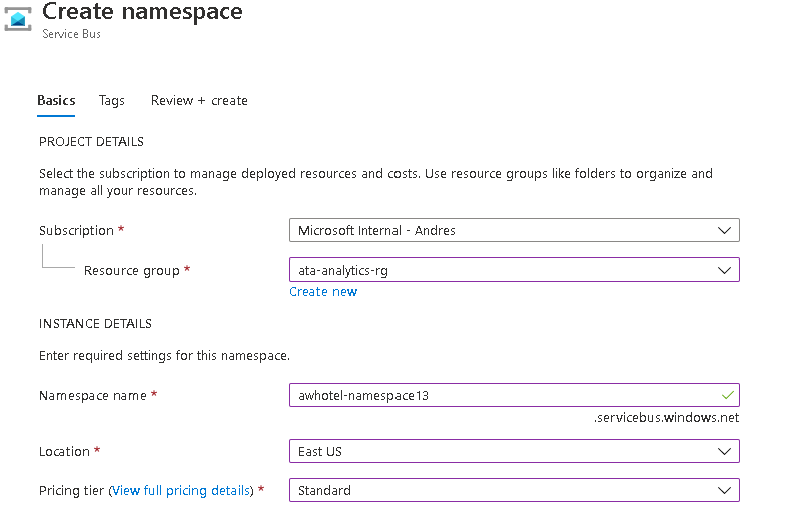 Create namespace
Service Bus
Basics Tags Review + create
PROJECT DETAILS
Select the subscription to manage deployed resources and costs. Use resource groups like folders to organize and
manage all your resources.
Subscription * Microsoft Internal - Andres
Resource group * ata-analytics-rg
Create new
INSTANCE DETAILS
Enter required settings for this namespace.
Namespace name * awhotel-namespace13
.servicebus.windows.net
Location * East US
Pricing tier (View full pricing details) * Standard